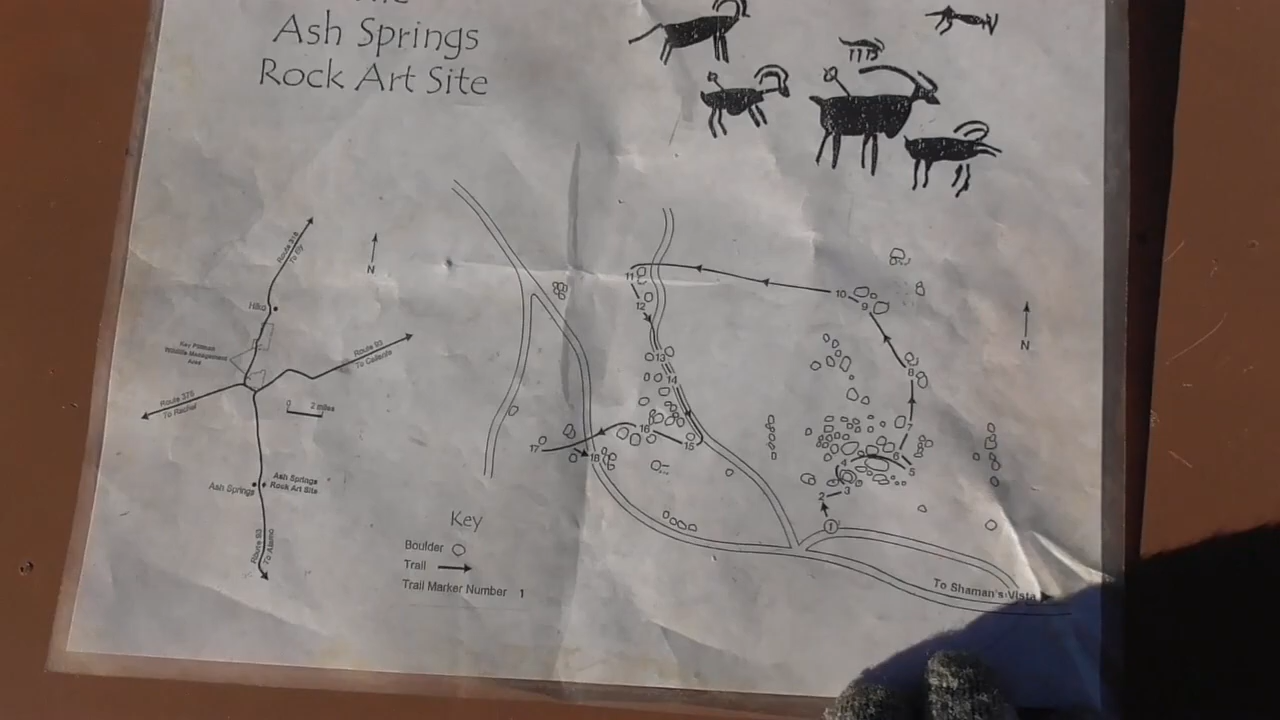 Ash Springs
Rock Art Site
Route 318
To Ely
N
Hiko
Key Pittman
Wildlife Management
Area
Route 93
To Caliente
Route 375
To Rachel
0 2 miles
Ash Springs
Ash Springs
Rock Art Site
Route 93
To Alamo
11
12
10
9
N
13
14
8
7
16
15
17
18
6
5
4
3
2
1
Key
Boulder
Trail
Trail Marker Number 1
To Shaman's Vista